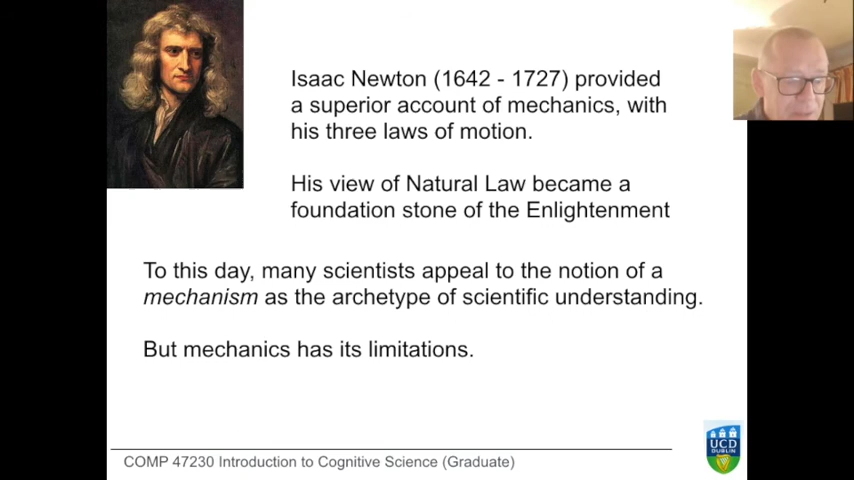 Isaac Newton (1642 - 1727) provided
a superior account of mechanics, with
his three laws of motion.
His view of Natural Law became a
foundation stone of the Enlightenment
To this day, many scientists appeal to the notion of a
mechanism as the archetype of scientific understanding.
But mechanics has its limitations.
COMP 47230 Introduction to Cognitive Science (Graduate)
UCD
DUBLIN